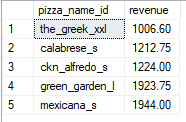 pizza_name_id revenue
1 the_greek_xxl 1006.60
2 calabrese_s 1212.75
3 ckn_alfredo_s 1224.00
4 green_garden_l 1923.75
5 mexicana_s 1944.00